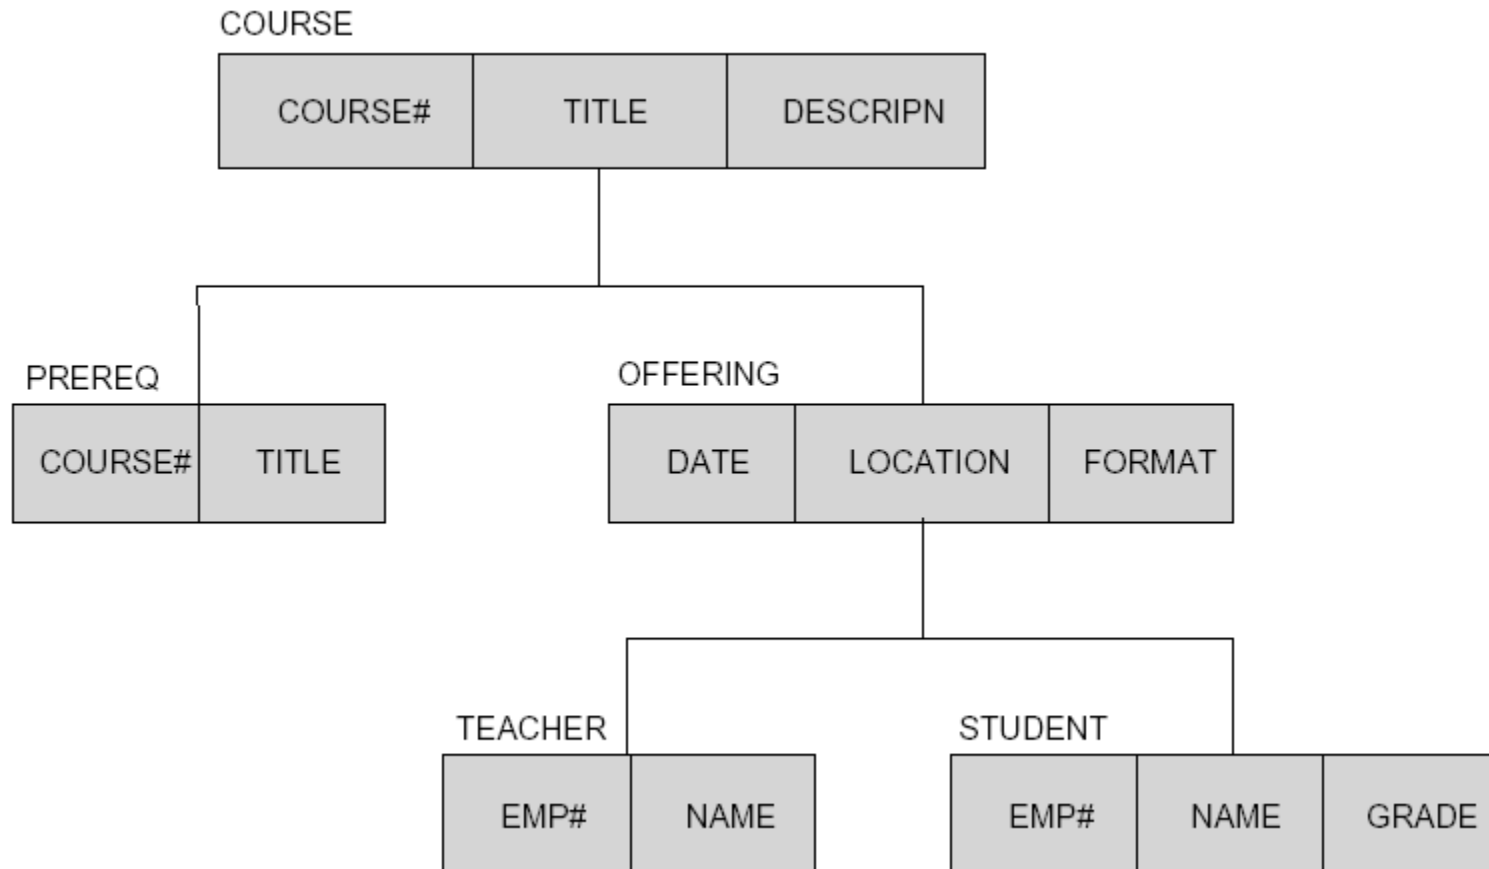 COURSE
COURSE# TITLE DESCRIPN
PREREQ OFFERING
COURSE# TITLE DATE LOCATION FORMAT
TEACHER STUDENT
EMP# NAME EMP# NAME GRADE